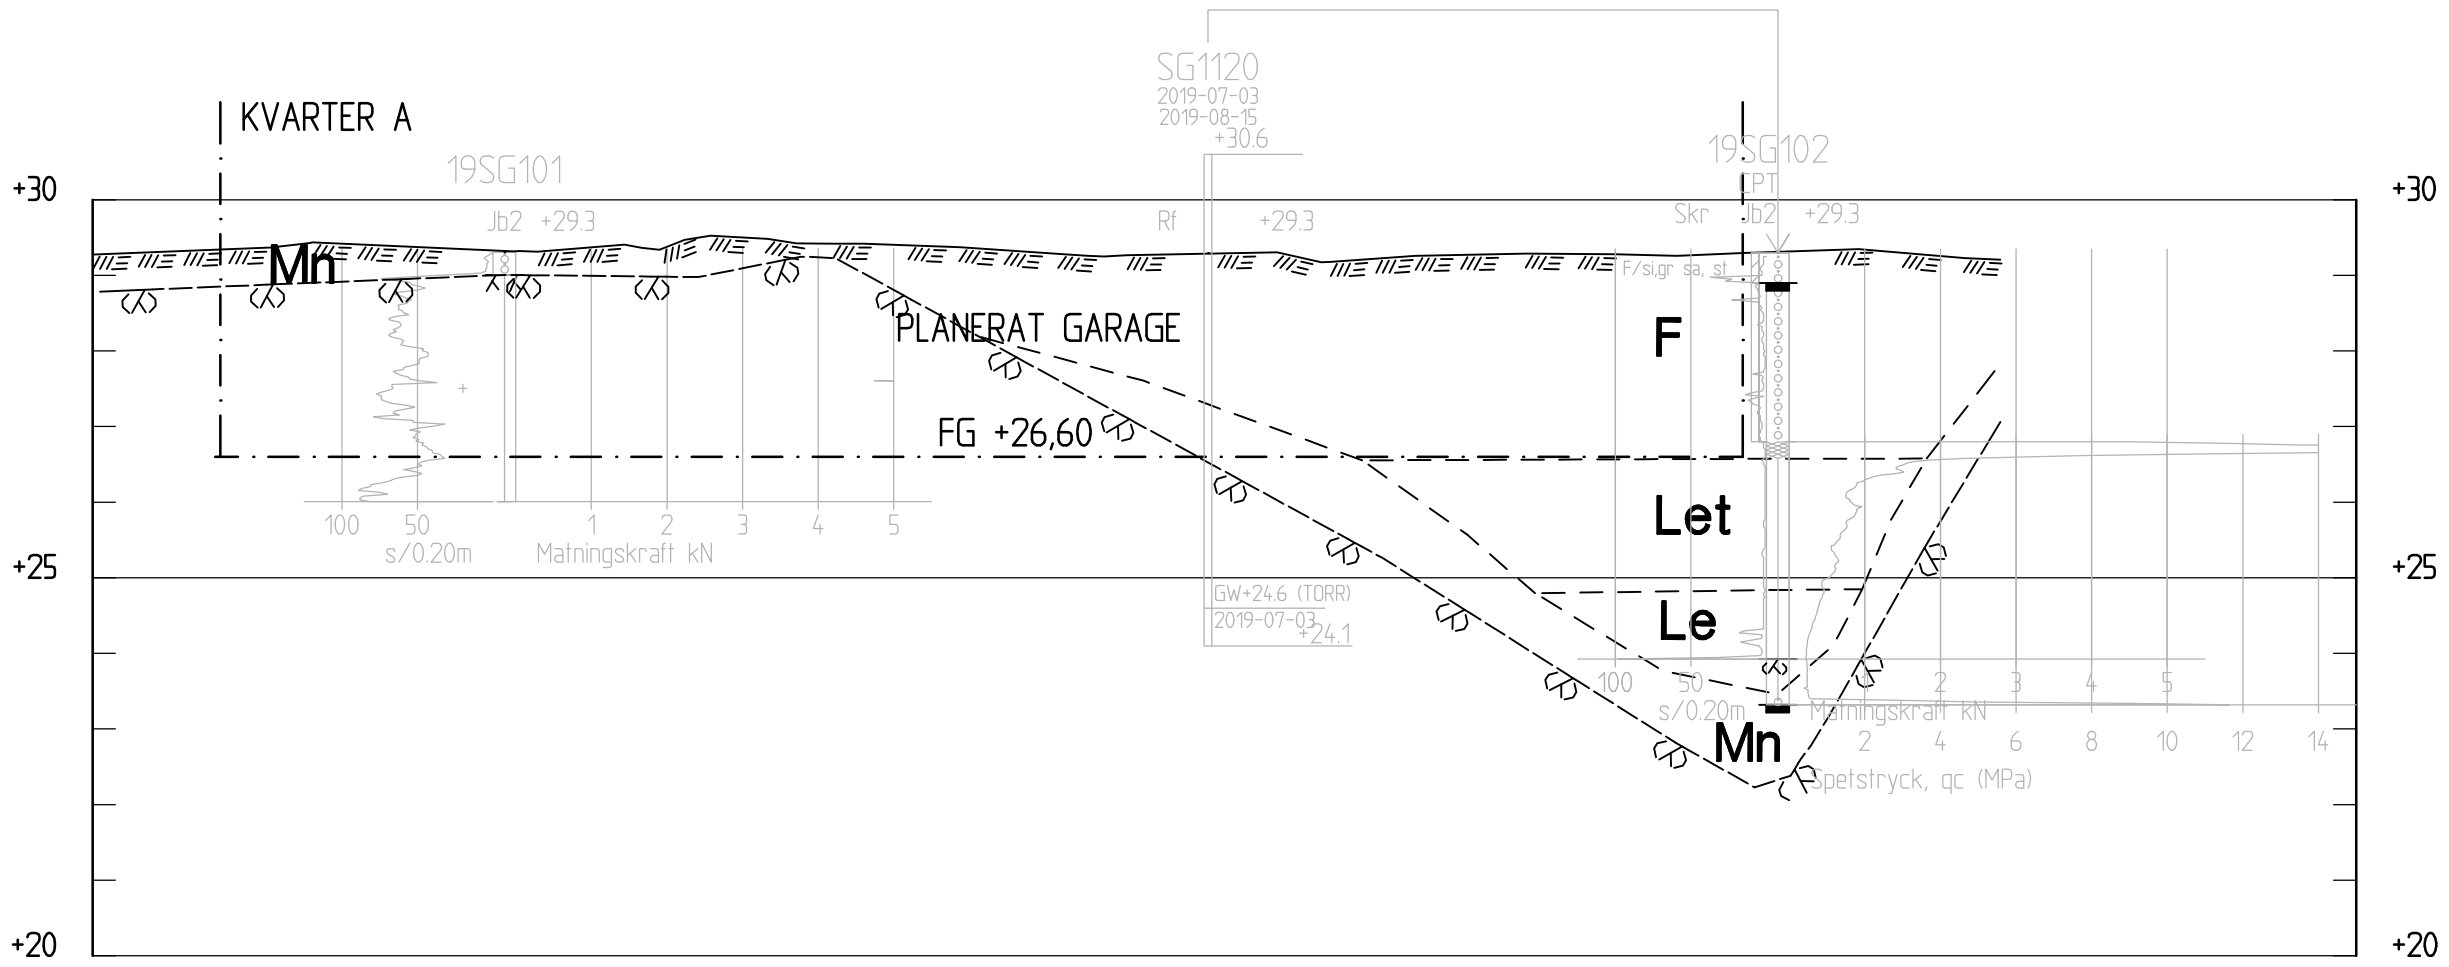 SG1120
2019-07-03
2019-08-15
+30.6
KVARTER A
19SG101
19SG102
CPT
+30
+30
Jb2 +29.3
Rf +29.3
Skr Jb2 +29.3
Mn
F/si,gr sa, st
PLANERAT GARAGE
F
FG +26,60
100 50 1 2 3 4 5
s/0.20m Matningskraft kN
Let
+25
+25
GW+24.6 (TORR)
2019-07-03
+24.1
Le
100 50 1 2 3 4 5
s/0.20m Matningskraft kN
Mn
2 4 6 8 10 12 14
Spetstryck, qc (MPa)
+20
+20